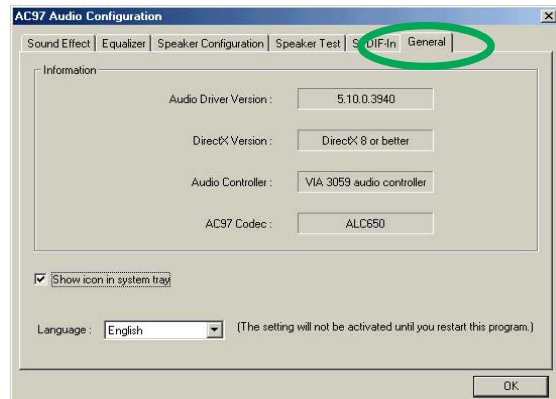 AC97 Audio Configuration
Sound Effect Equalizer Speaker Configuration Speaker Test S/PDIF-In General
Information
Audio Driver Version : 5.10.0.3940
DirectX Version : DirectX 8 or better
Audio Controller : VIA 3059 audio controller
AC97 Codec : ALC650
Show icon in system tray
Language : English (The setting will not be activated until you restart this program.)
OK